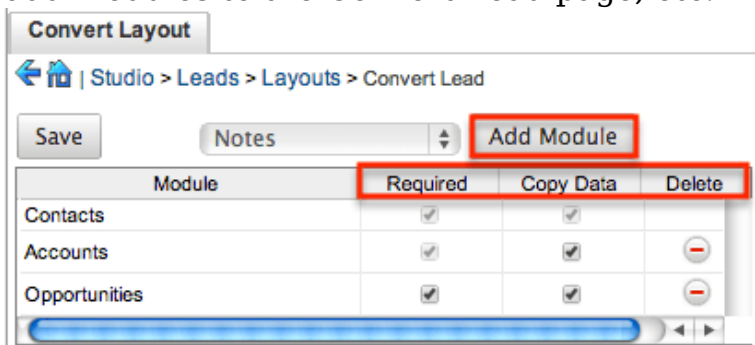 Convert Layout
| Studio > Leads > Layouts > Convert Lead
Save Notes Add Module
Module Required Copy Data Delete
Contacts
Accounts
Opportunities